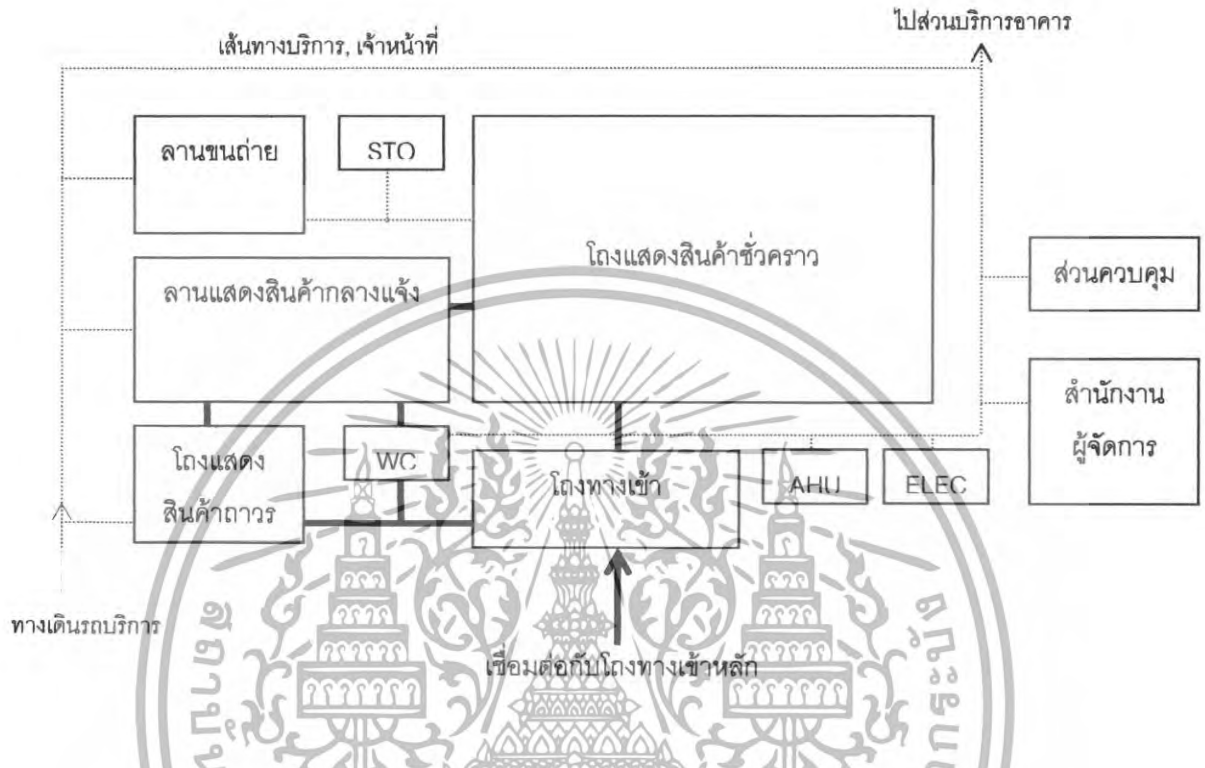 ไปส่วนบริการอาคาร
เส้นทางบริการ, เจ้าหน้าที่
ลานขนถ่าย
STO
โถงแสดงสินค้าชั่วคราว
ส่วนควบคุม
ลานแสดงสินค้ากลางแจ้ง
สำนักงาน
ผู้จัดการ
โถงแสดง
สินค้าถาวร
WC
โถงทางเข้า
AHU
ELEC
ทางเดินรถบริการ
เชื่อมต่อกับโถงทางเข้าหลัก